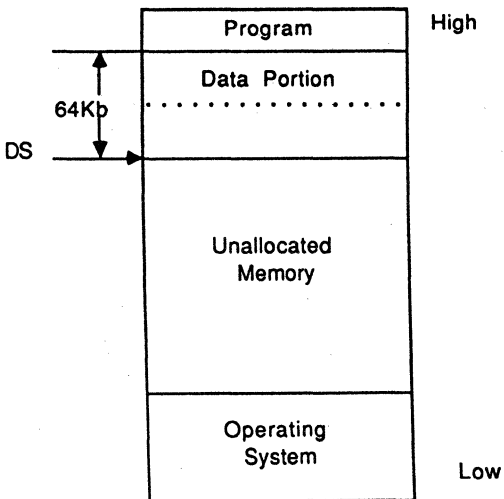 Program
High
Data Portion
64Kb
DS
Unallocated
Memory
Operating
System
Low